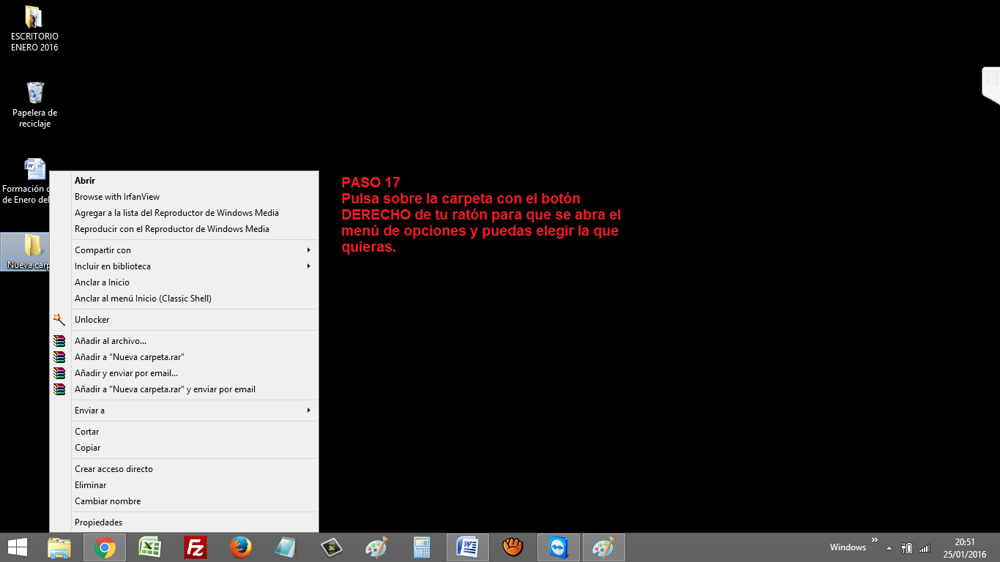 ESCRITORIO
ENERO 2016
Papelera de
reciclaje
Formación
de Enero del
Nueva carp
Abrir
Browse with IrfanView
Agregar a la lista del Reproductor de Windows Media
Reproducir con el Reproductor de Windows Media
Compartir con
Incluir en biblioteca
Anclar a Inicio
Anclar al menú Inicio (Classic Shell)
Unlocker
Añadir al archivo...
Añadir a "Nueva carpeta.rar"
Añadir y enviar por email...
Añadir a "Nueva carpeta.rar" y enviar por email
Enviar a
Cortar
Copiar
Crear acceso directo
Eliminar
Cambiar nombre
Propiedades
PASO 17
Pulsa sobre la carpeta con el botón
DERECHO de tu ratón para que se abra el
menú de opciones y puedas elegir la que
quieras.
Windows
20:51
25/01/2016